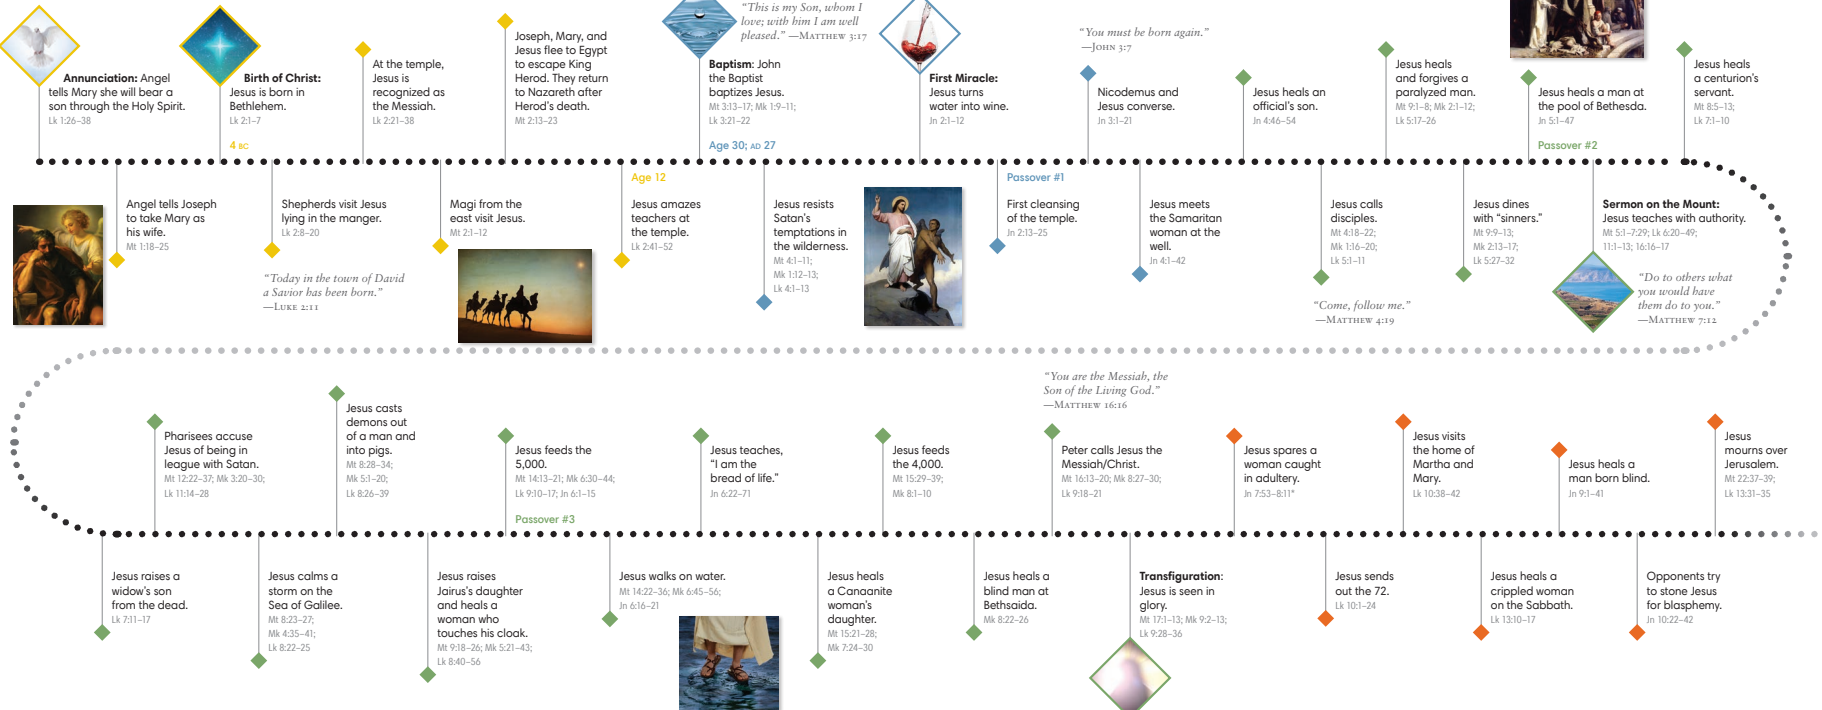 Annunciation: Angel
tells Mary she will bear a
son through the Holy Spirit.
Lk 1:26–38
Angel tells Joseph
to take Mary as
his wife.
Mt 1:18–25
Birth of Christ:
Jesus is born in
Bethlehem.
Lk 2:1–7
4 BC
Shepherds visit Jesus
lying in the manger.
Lk 2:8–20
“Today in the town of David
a Savior has been born.”
—Luke 2:11
At the temple,
Jesus is
recognized as
the Messiah.
Lk 2:21–38
Magi from the
east visit Jesus.
Mt 2:1–12
Joseph, Mary, and
Jesus flee to Egypt
to escape King
Herod. They return
to Nazareth after
Herod’s death.
Mt 2:13–23
Age 12
Jesus amazes
teachers at
the temple.
Lk 2:41–52
“This is my Son, whom I
love; with him I am well
pleased.” —Matthew 3:17
Baptism: John
the Baptist
baptizes Jesus.
Mt 3:13–17; Mk 1:9–11;
Lk 3:21–22
Age 30; AD 27
Jesus resists
Satan’s
temptations in
the wilderness.
Mt 4:1–11;
Mk 1:12–13;
Lk 4:1–13
First Miracle:
Jesus turns
water into wine.
Jn 2:1–12
Passover #1
First cleansing
of the temple.
Jn 2:13–25
“You must be born again.”
—John 3:7
Nicodemus and
Jesus converse.
Jn 3:1–21
Jesus meets
the Samaritan
woman at the
well.
Jn 4:1–42
Jesus heals an
official’s son.
Jn 4:46–54
Jesus calls
disciples.
Mt 4:18–22;
Mk 1:16–20;
Lk 5:1–11
“Come, follow me.”
—Matthew 4:19
Jesus heals
and forgives a
paralyzed man.
Mt 9:1–8; Mk 2:1–12;
Lk 5:17–26
Jesus dines
with “sinners.”
Mt 9:9–13;
Mk 2:13–17;
Lk 5:27–32
Jesus heals a man at
the pool of Bethesda.
Jn 5:1–47
Passover #2
Sermon on the Mount:
Jesus teaches with authority.
Mt 5:1–7:29; Lk 6:20–49;
11:1–13; 16:16–17
“Do to others what
you would have
them do to you.”
—Matthew 7:12
Jesus heals
a centurion’s
servant.
Mt 8:5–13;
Lk 7:1–10
Jesus raises a
widow’s son
from the dead.
Lk 7:11–17
Pharisees accuse
Jesus of being in
league with Satan.
Mt 12:22–37; Mk 3:20–30;
Lk 11:14–28
Jesus calms a
storm on the
Sea of Galilee.
Mt 8:23–27;
Mk 4:35–41;
Lk 8:22–25
Jesus casts
demons out
of a man and
into pigs.
Mt 8:28–34;
Mk 5:1–20;
Lk 8:26–39
Jesus raises
Jairus’s daughter
and heals a
woman who
touches his cloak.
Mt 9:18–26; Mk 5:21–43;
Lk 8:40–56
Jesus feeds the
5,000.
Mt 14:13–21; Mk 6:30–44;
Lk 9:10–17; Jn 6:1–15
Passover #3
Jesus walks on water.
Mt 14:22–36; Mk 6:45–56;
Jn 6:16–21
Jesus teaches,
“I am the
bread of life.”
Jn 6:22–71
Jesus heals
a Canaanite
woman’s
daughter.
Mt 15:21–28;
Mk 7:24–30
Jesus feeds
the 4,000.
Mt 15:29–39;
Mk 8:1–10
Jesus heals a
blind man at
Bethsaida.
Mk 8:22–26
“You are the Messiah, the
Son of the Living God.”
—Matthew 16:16
Peter calls Jesus the
Messiah/Christ.
Mt 16:13–20; Mk 8:27–30;
Lk 9:18–21
Transfiguration:
Jesus is seen in
glory.
Mt 17:1–13; Mk 9:2–13;
Lk 9:28–36
Jesus spares a
woman caught
in adultery.
Jn 7:53–8:11*
Jesus sends
out the 72.
Lk 10:1–24
Jesus visits
the home of
Martha and
Mary.
Lk 10:38–42
Jesus heals a
crippled woman
on the Sabbath.
Lk 13:10–17
Jesus heals a
man born blind.
Jn 9:1–41
Opponents try
to stone Jesus
for blasphemy.
Jn 10:22–42
Jesus
mourns over
Jerusalem.
Mt 22:37–39;
Lk 13:31–35